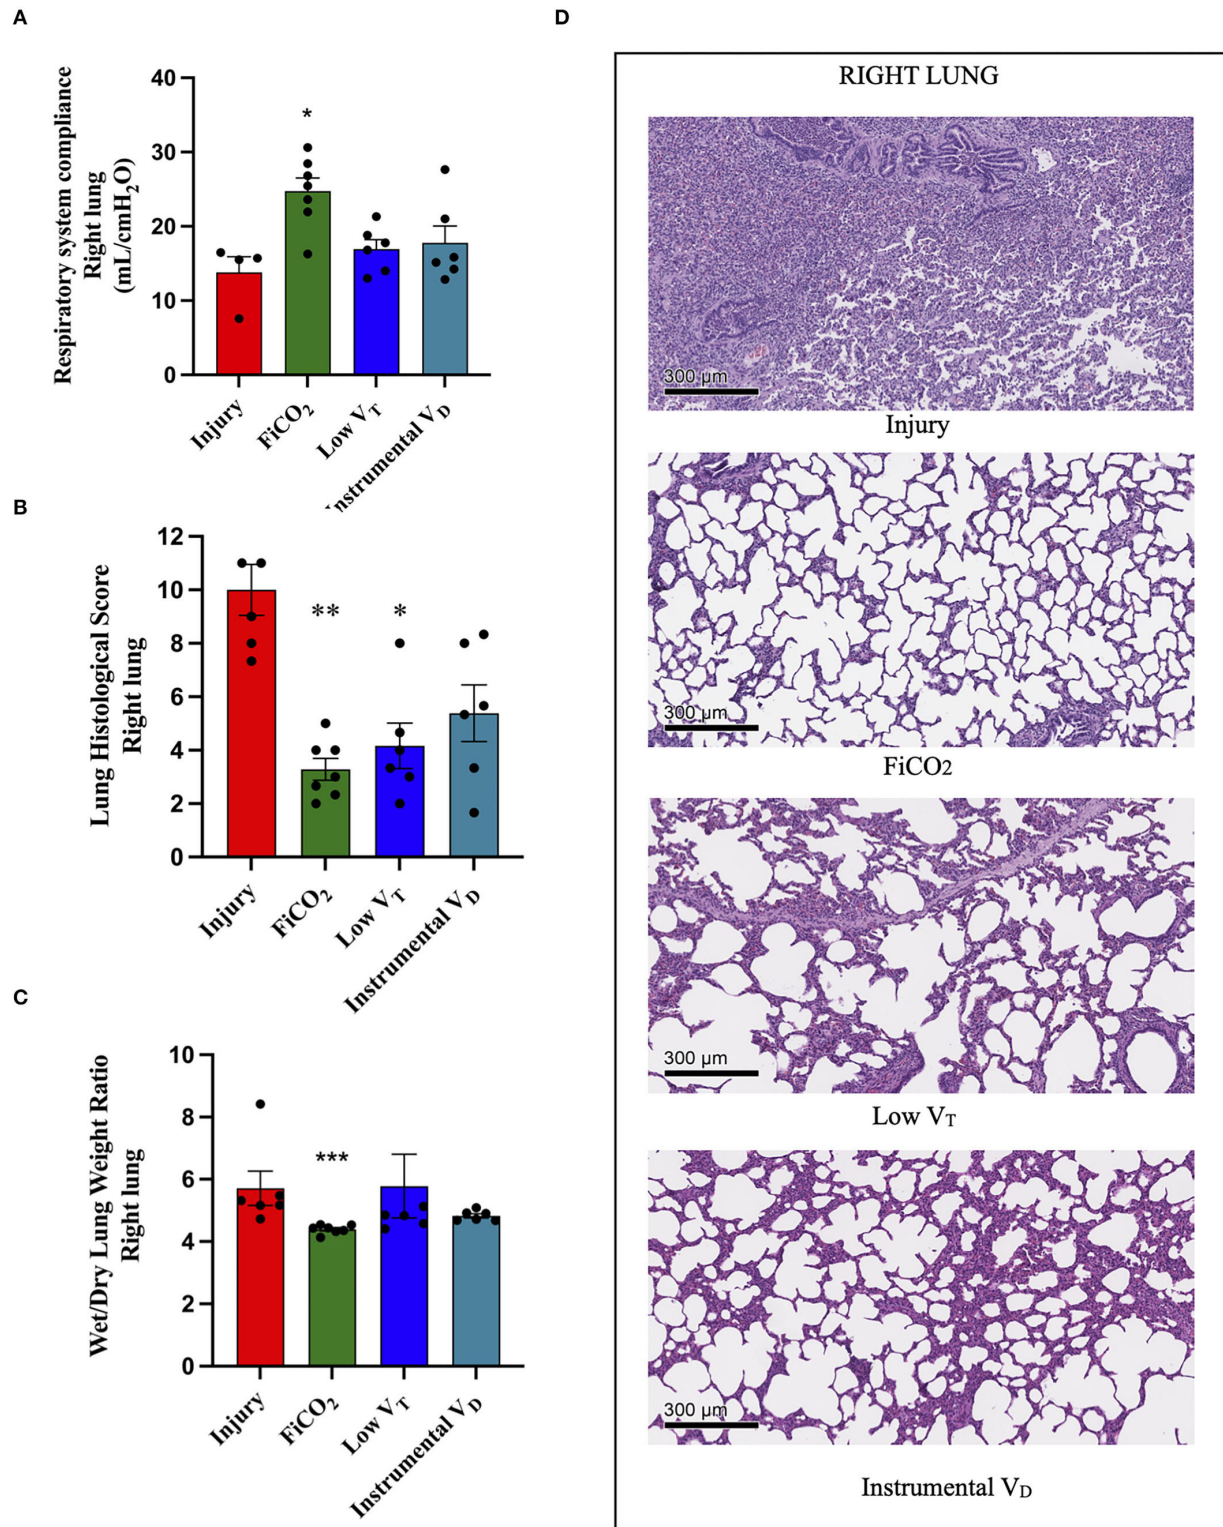 A
Respiratory system compliance
Right lung
(mL/cmH2O)
40
30
20
10
0
*
Injury
FiCO2
Low VT
Instrumental VD
B
Lung Histological Score
Right lung
12
10
8
6
4
2
0
**
*
Injury
FiCO2
Low VT
Instrumental VD
C
Wet/Dry Lung Weight Ratio
Right lung
10
8
6
4
2
0
***
Injury
FiCO2
Low VT
Instrumental VD
D
RIGHT LUNG
300 µm
Injury
300 µm
FiCO2
300 µm
Low VT
300 µm
Instrumental VD